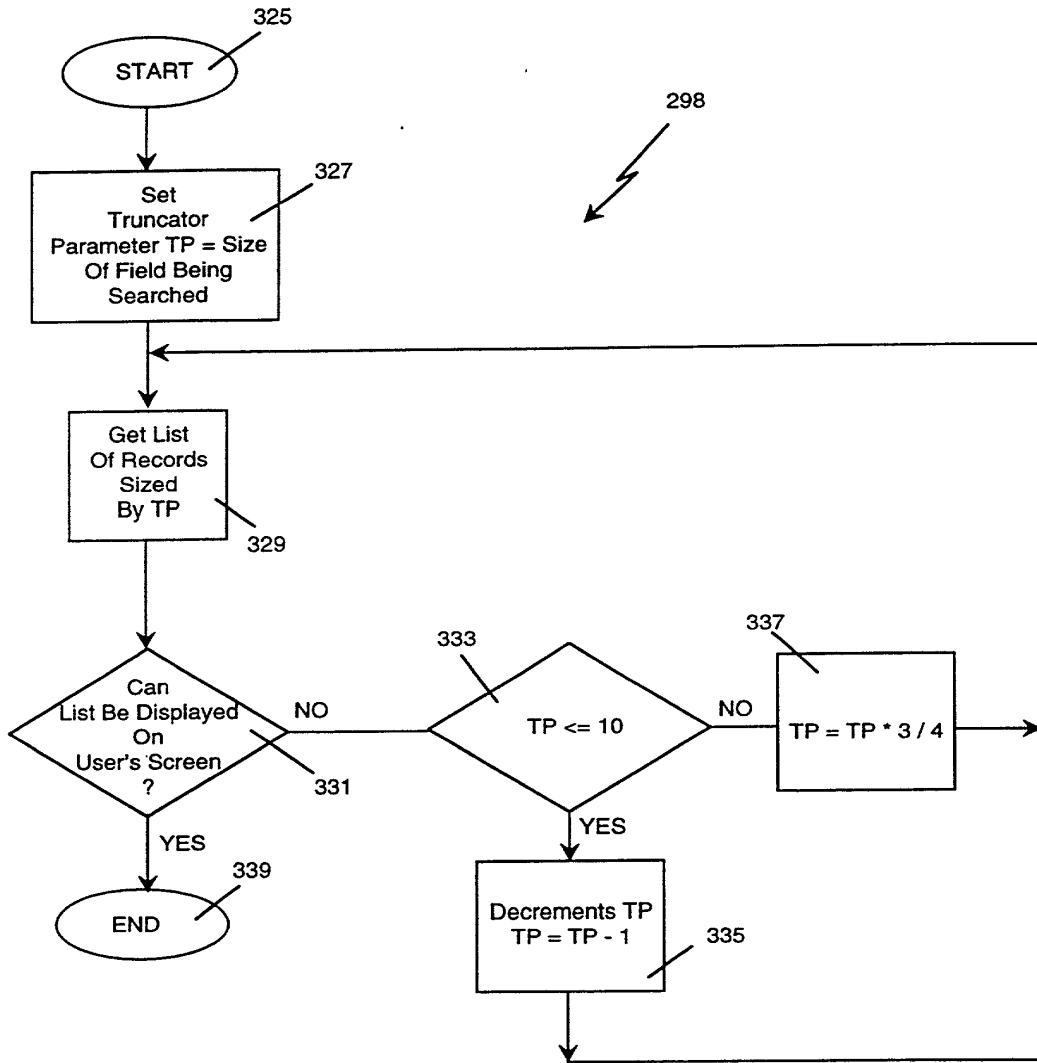 325
START
298
327
Set
Truncator
Parameter TP = Size
Of Field Being
Searched
Get List
Of Records
Sized
By TP
329
333
337
Can
List Be Displayed
On
User's Screen
?
NO
331
TP <= 10
NO
TP = TP * 3 / 4
YES
YES
339
END
Decrements TP
TP = TP - 1
335